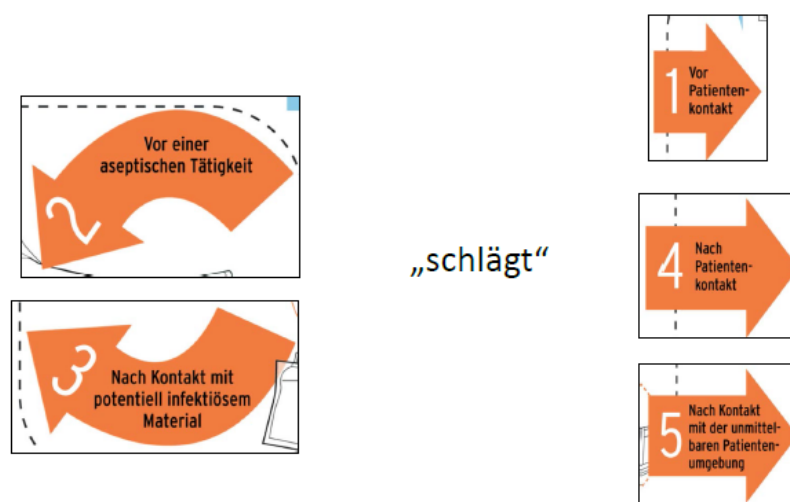 2
Vor einer
aseptischen Tätigkeit
3
Nach Kontakt mit
potentiell infektiösem
Material
„schlägt“
1
Vor
Patienten-
kontakt
4
Nach
Patienten-
kontakt
5
Nach Kontakt
mit der unmittel-
baren Patienten-
umgebung